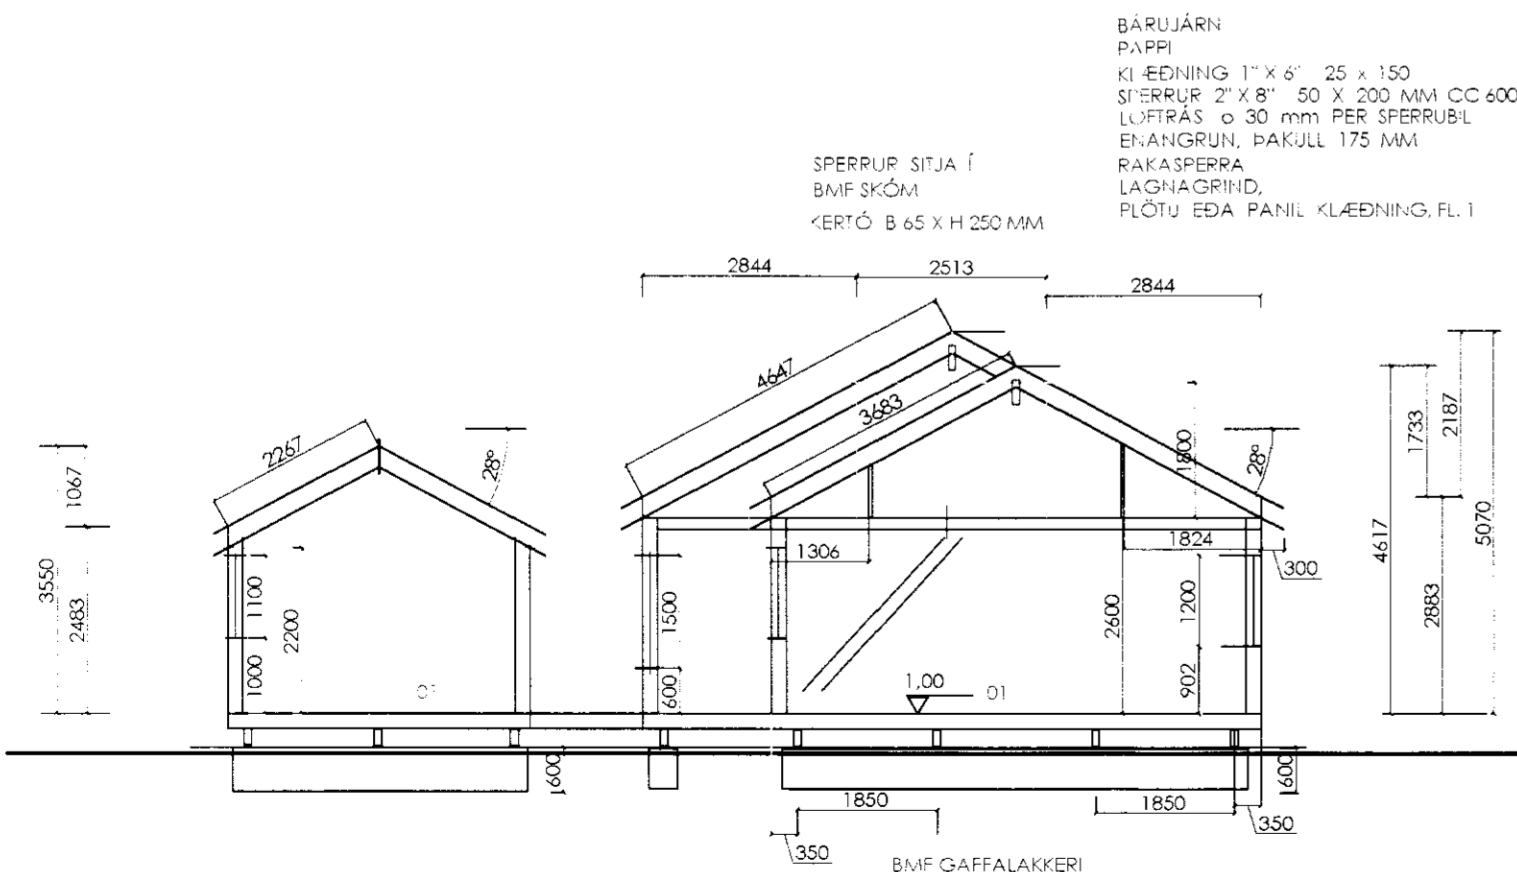 BÁRUJÁRN
PAPPI
KLÆÐNING 1" X 6" 25 x 150
SPERRUR 2" X 8" 50 X 200 MM CC 600
LOFTRÁS o 30 mm PER SPERRUBIL
ENANGRUN, ÞAKULL 175 MM
RAKASPERRA
LAGNAGRIND,
PLÖTU EÐA PANIL KLÆÐNING, FL. 1
SPERRUR SITJA Í
BMF SKÓM
KERTÓ B 65 X H 250 MM
2844
2513
2844
4647
3683
2267
28°
28°
1067
3550
2483
1100
1000
2200
01
1500
600
1306
1800
1824
300
2600
1200
902
1,00
01
1733
2187
4617
2883
5070
600
600
1850
1850
350
350
BMF GAFFALAKKERI